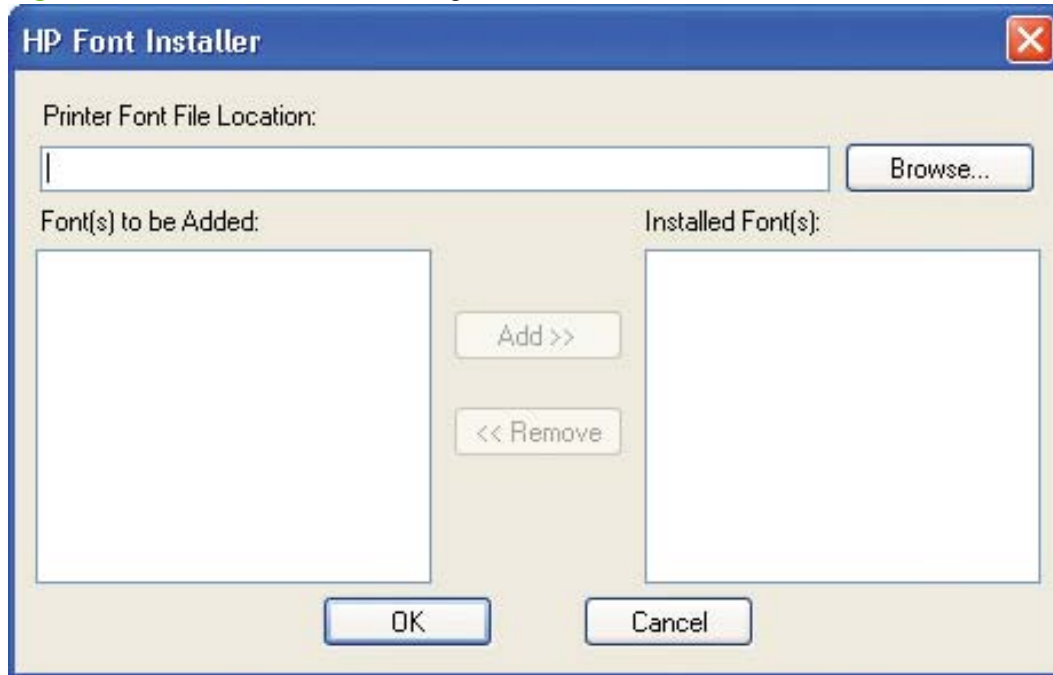 HP Font Installer
Printer Font File Location:
Browse...
Font(s) to be Added:
Installed Font(s):
Add >>
<< Remove
OK
Cancel